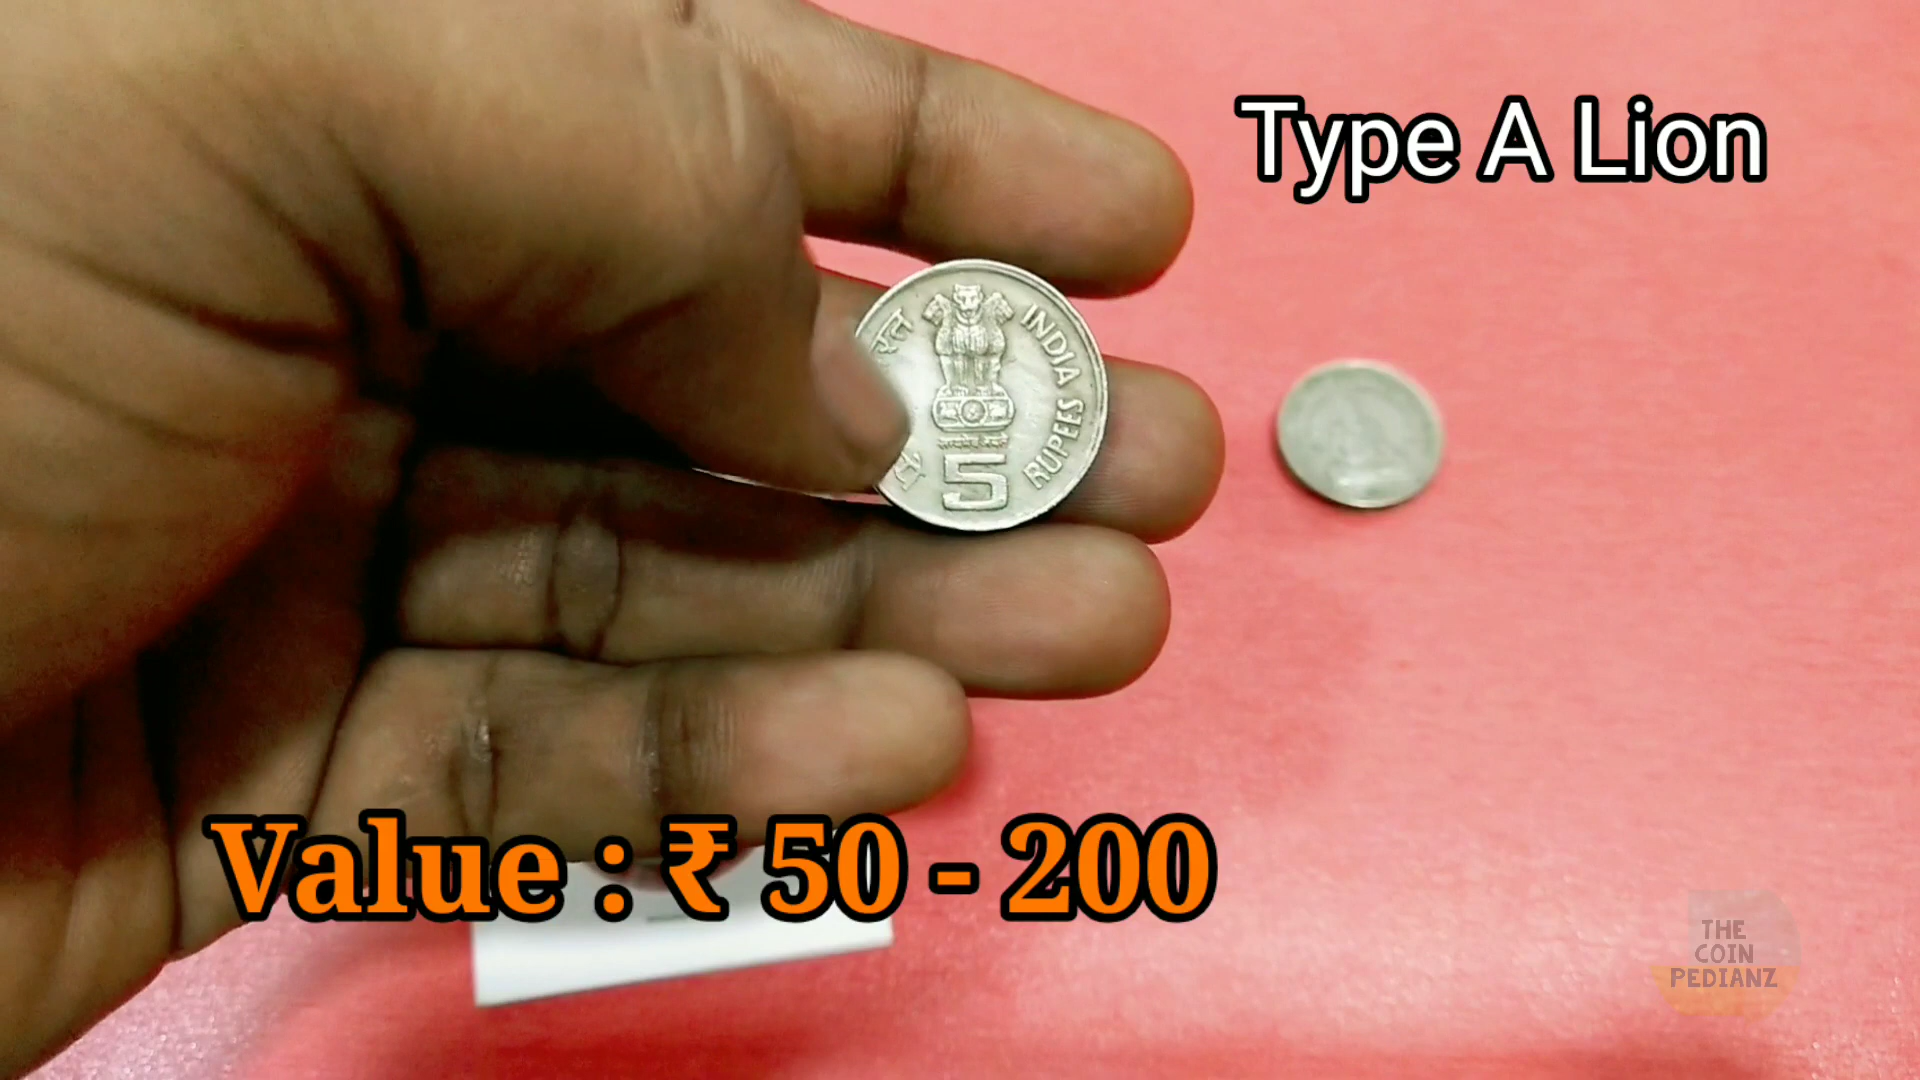 Type A Lion
INDIA
RUPEES
5
Value : ₹ 50 - 200
THE
COIN
PEDIANZ